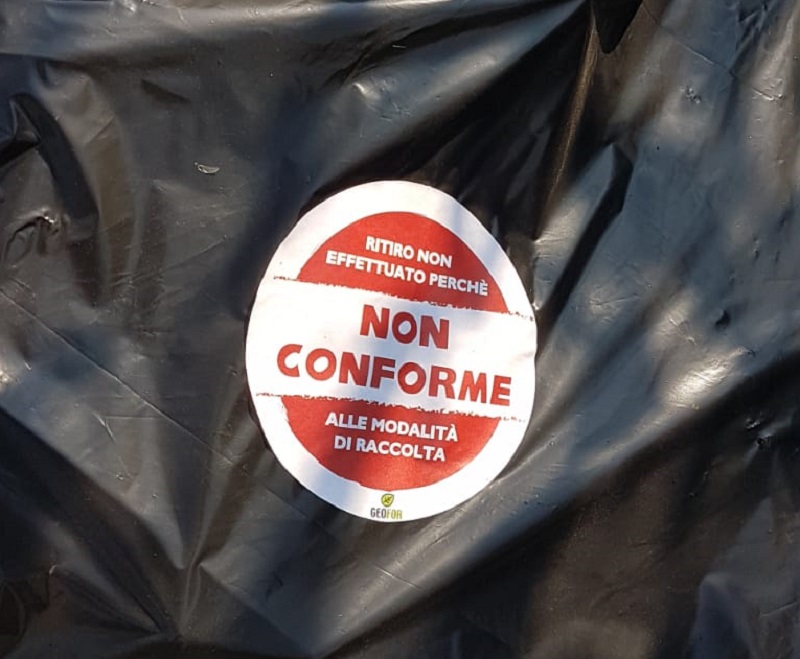 RITIRO NON
EFFETTUATO PERCHÈ
NON
CONFORME
ALLE MODALITÀ
DI RACCOLTA
GEOFOR